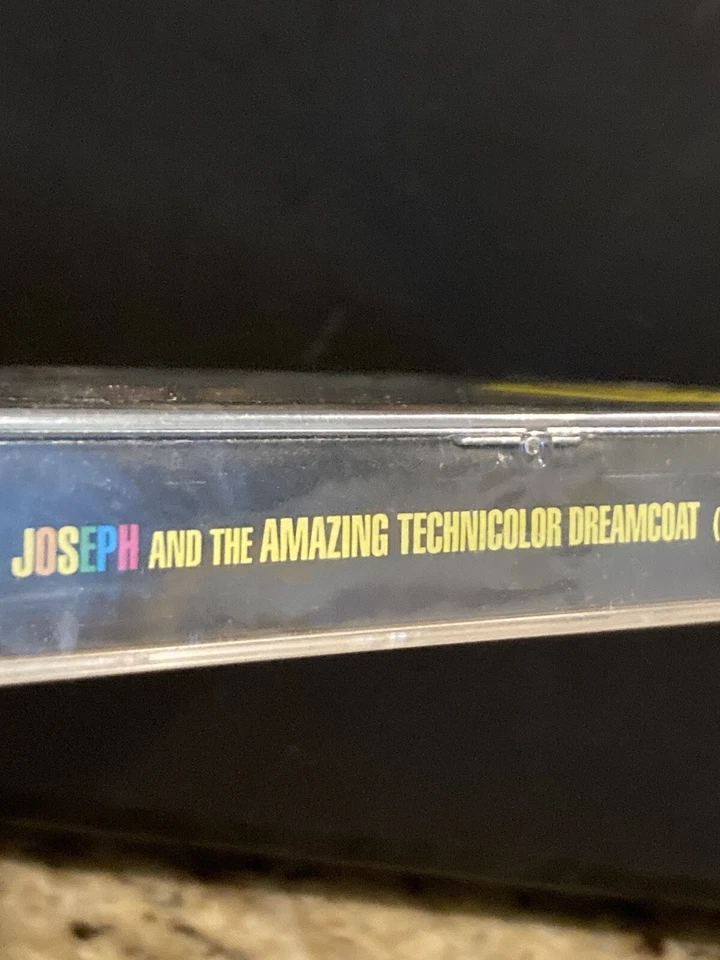 JOSEPH AND THE AMAZING TECHNICOLOR DREAMCOAT (